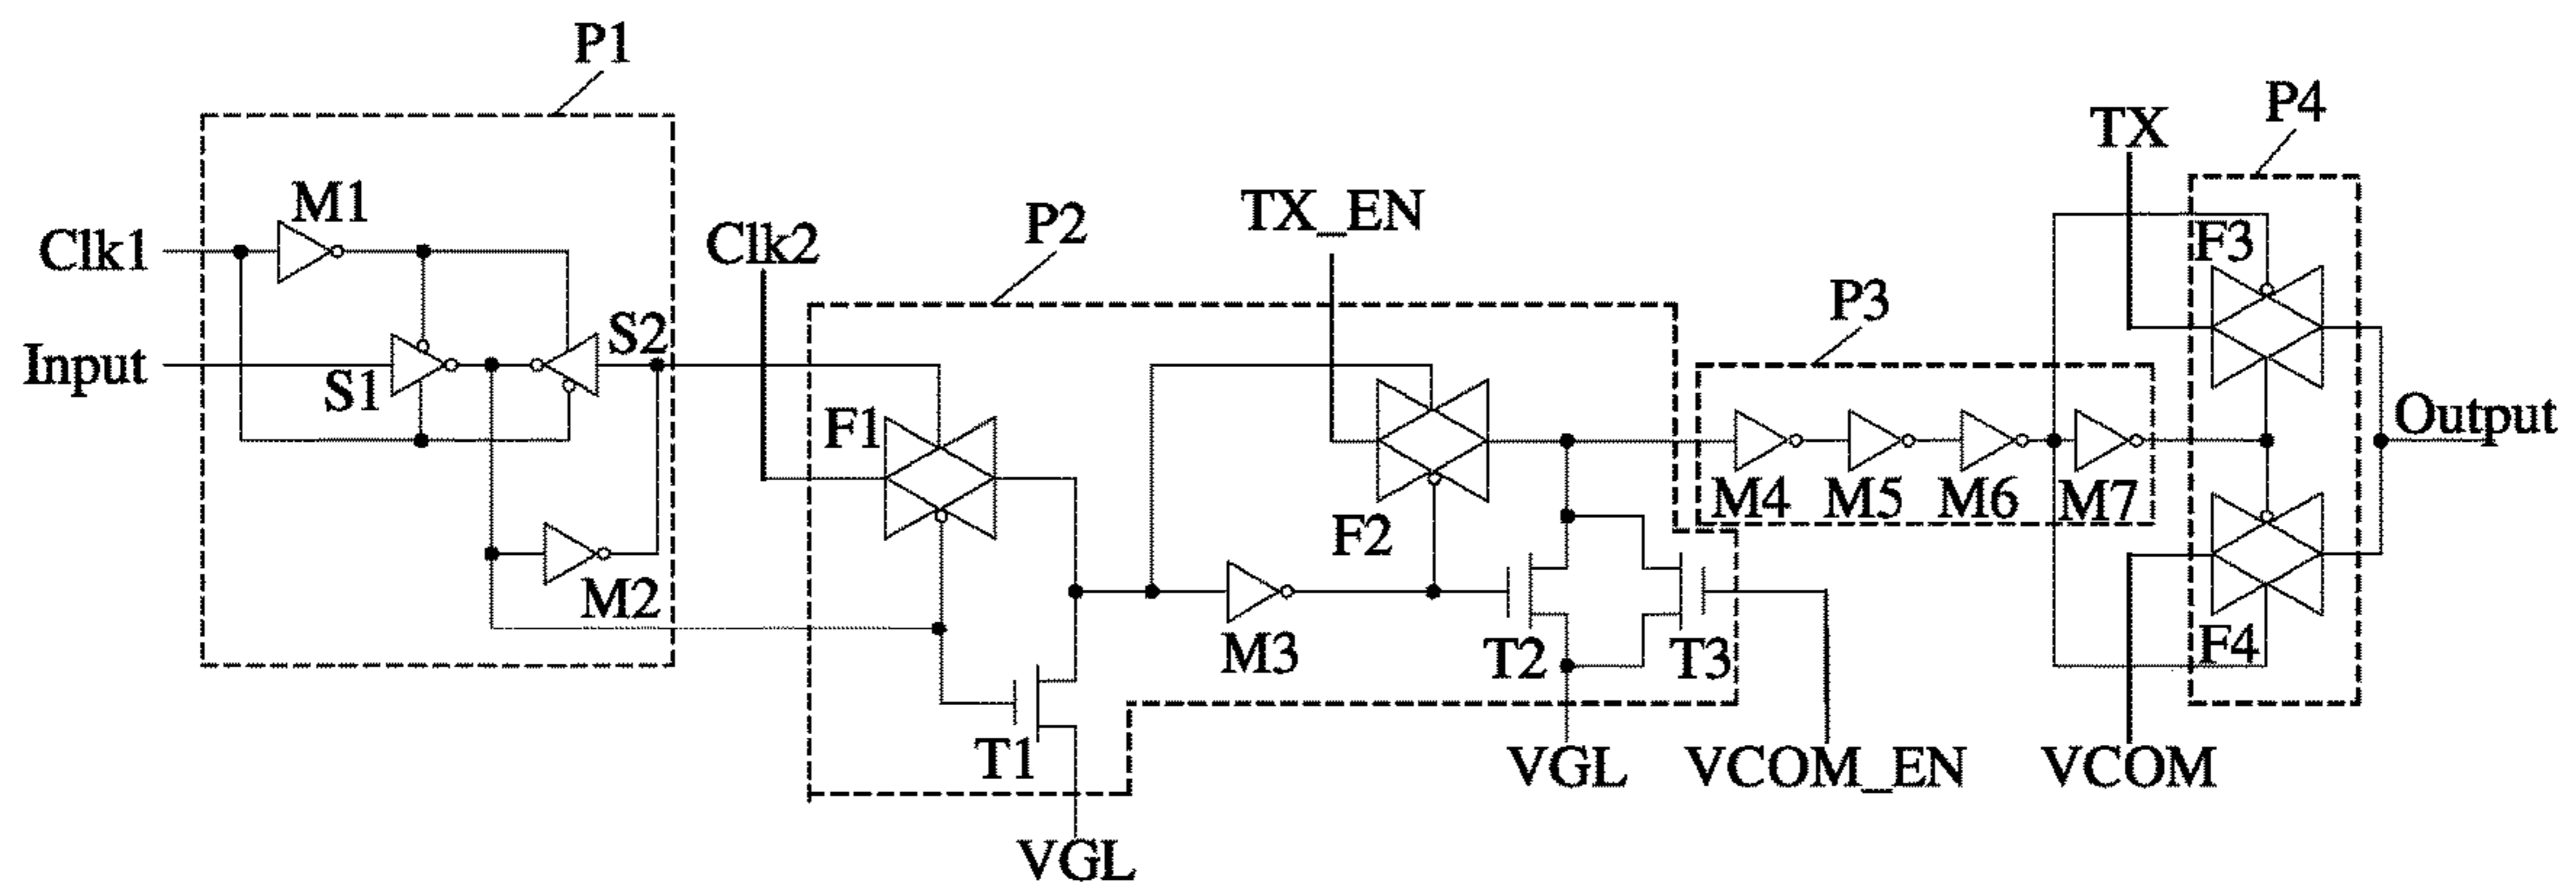 P1
P4
TX
M1
TX_EN
P2
Clk1
Clk2
F3
P3
S2
Input
S1
F1
Output
M4
M5
M6
M7
F2
M2
M3
T2
T3
F4
T1
VGL
VCOM_EN
VCOM
VGL